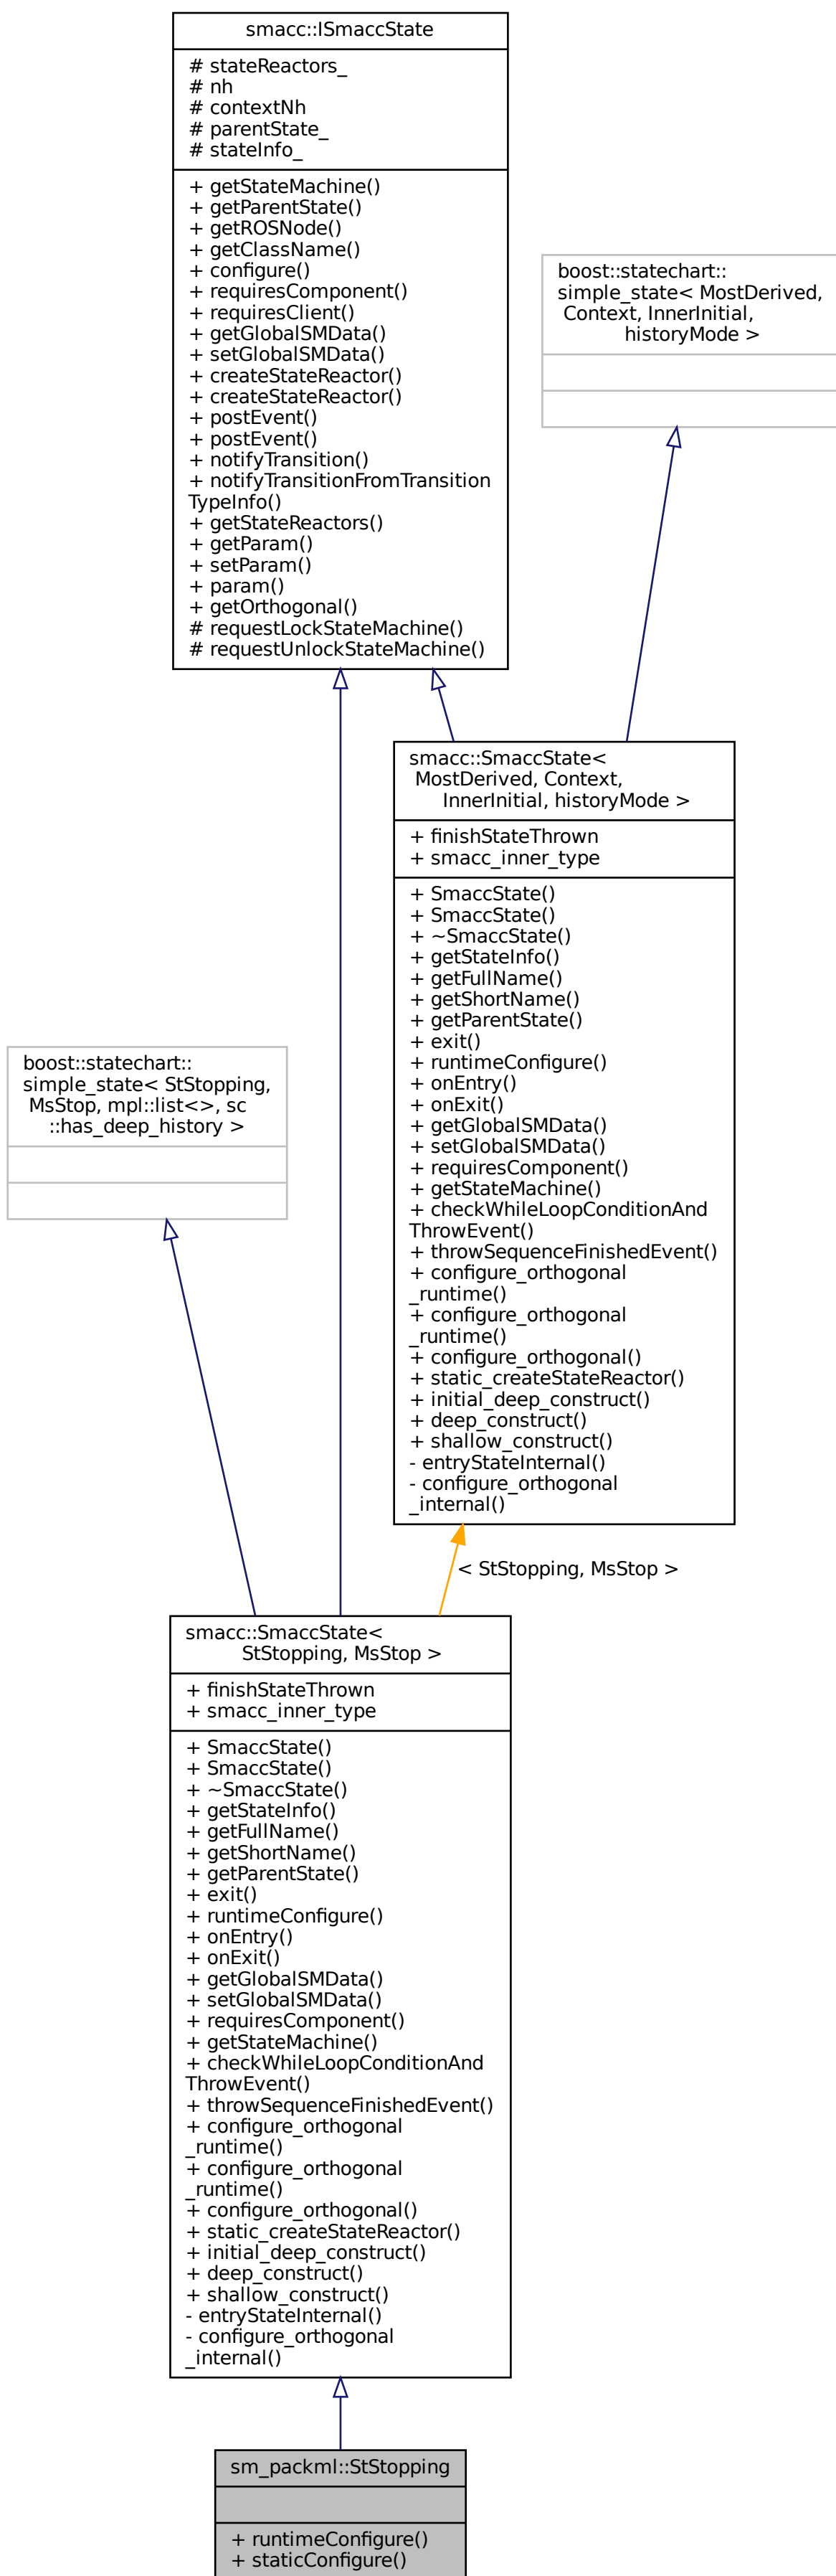 smacc::ISmaccState
# stateReactors_
# nh
# contextNh
# parentState_
# stateInfo_
+ getStateMachine()
+ getParentState()
+ getROSNode()
+ getClassName()
+ configure()
+ requiresComponent()
+ requiresClient()
+ getGlobalSMData()
+ setGlobalSMData()
+ createStateReactor()
+ createStateReactor()
+ postEvent()
+ postEvent()
+ notifyTransition()
+ notifyTransitionFromTransition
TypeInfo()
+ getStateReactors()
+ getParam()
+ setParam()
+ param()
+ getOrthogonal()
# requestLockStateMachine()
# requestUnlockStateMachine()
boost::statechart::
simple_state< MostDerived,
Context, InnerInitial,
historyMode >
smacc::SmaccState<
MostDerived, Context,
InnerInitial, historyMode >
+ finishStateThrown
+ smacc_inner_type
+ SmaccState()
+ SmaccState()
+ ~SmaccState()
+ getStateInfo()
+ getFullName()
+ getShortName()
+ getParentState()
+ exit()
+ runtimeConfigure()
+ onEntry()
+ onExit()
+ getGlobalSMData()
+ setGlobalSMData()
+ requiresComponent()
+ getStateMachine()
+ checkWhileLoopConditionAnd
ThrowEvent()
+ throwSequenceFinishedEvent()
+ configure_orthogonal
_runtime()
+ configure_orthogonal
_runtime()
+ configure_orthogonal()
+ static_createStateReactor()
+ initial_deep_construct()
+ deep_construct()
+ shallow_construct()
- entryStateInternal()
- configure_orthogonal
_internal()
boost::statechart::
simple_state< StStopping,
MsStop, mpl::list<>, sc
::has_deep_history >
< StStopping, MsStop >
smacc::SmaccState<
StStopping, MsStop >
+ finishStateThrown
+ smacc_inner_type
+ SmaccState()
+ SmaccState()
+ ~SmaccState()
+ getStateInfo()
+ getFullName()
+ getShortName()
+ getParentState()
+ exit()
+ runtimeConfigure()
+ onEntry()
+ onExit()
+ getGlobalSMData()
+ setGlobalSMData()
+ requiresComponent()
+ getStateMachine()
+ checkWhileLoopConditionAnd
ThrowEvent()
+ throwSequenceFinishedEvent()
+ configure_orthogonal
_runtime()
+ configure_orthogonal
_runtime()
+ configure_orthogonal()
+ static_createStateReactor()
+ initial_deep_construct()
+ deep_construct()
+ shallow_construct()
- entryStateInternal()
- configure_orthogonal
_internal()
sm_packml::StStopping
+ runtimeConfigure()
+ staticConfigure()